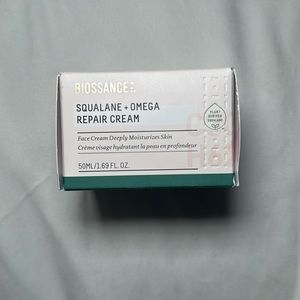 BIOSSANCE
SQUALANE + OMEGA
REPAIR CREAM
Face Cream Deeply Moisturizes Skin
Crème visage hydratant la peau en profondeur
50ML/1.69 FL. OZ.
PLANT
DERIVED
SQUALANE